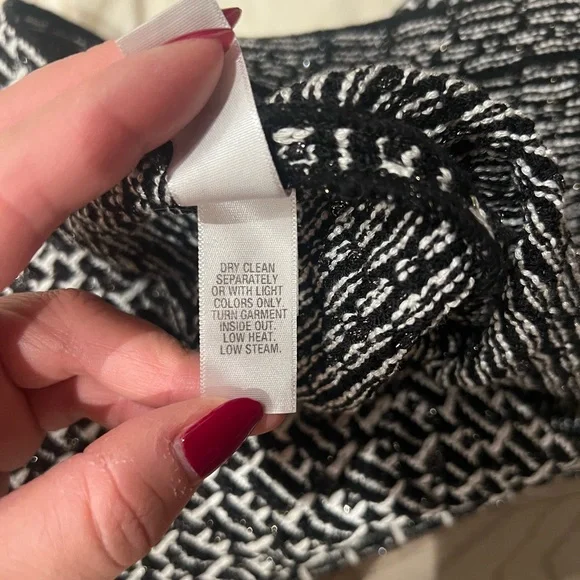 DRY CLEAN
SEPARATELY
OR WITH LIGHT
COLORS ONLY.
TURN GARMENT
INSIDE OUT.
LOW HEAT.
LOW STEAM.